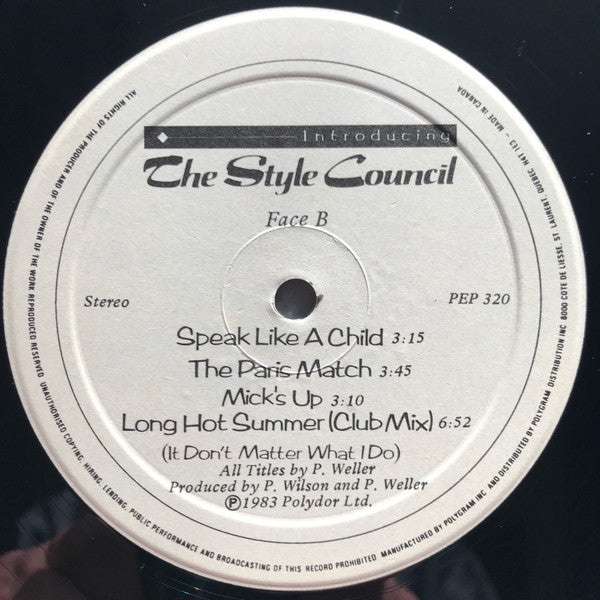 Introducing
The Style Council
Face B
Stereo
PEP 320
Speak Like A Child 3:15
The Paris Match 3:45
Mick's Up 3:10
Long Hot Summer (Club Mix) 6:52
(It Don't Matter What I Do)
All Titles by P. Weller
Produced by P. Wilson and P. Weller
Ⓟ1983 Polydor Ltd.
ALL RIGHTS OF THE PRODUCER AND OF THE OWNER OF THE WORK REPRODUCED RESERVED UNAUTHORISED COPYING, HIRING, LENDING, PUBLIC PERFORMANCE AND BROADCASTING OF THIS RECORD PROHIBITED MANUFACTURED BY POLYGRAM INC AND DISTRIBUTED BY POLYGRAM DISTRIBUTION INC 8000 COTE DE LIESSE, ST LAURENT, QUEBEC, H4T 1E3 – MADE IN CANADA